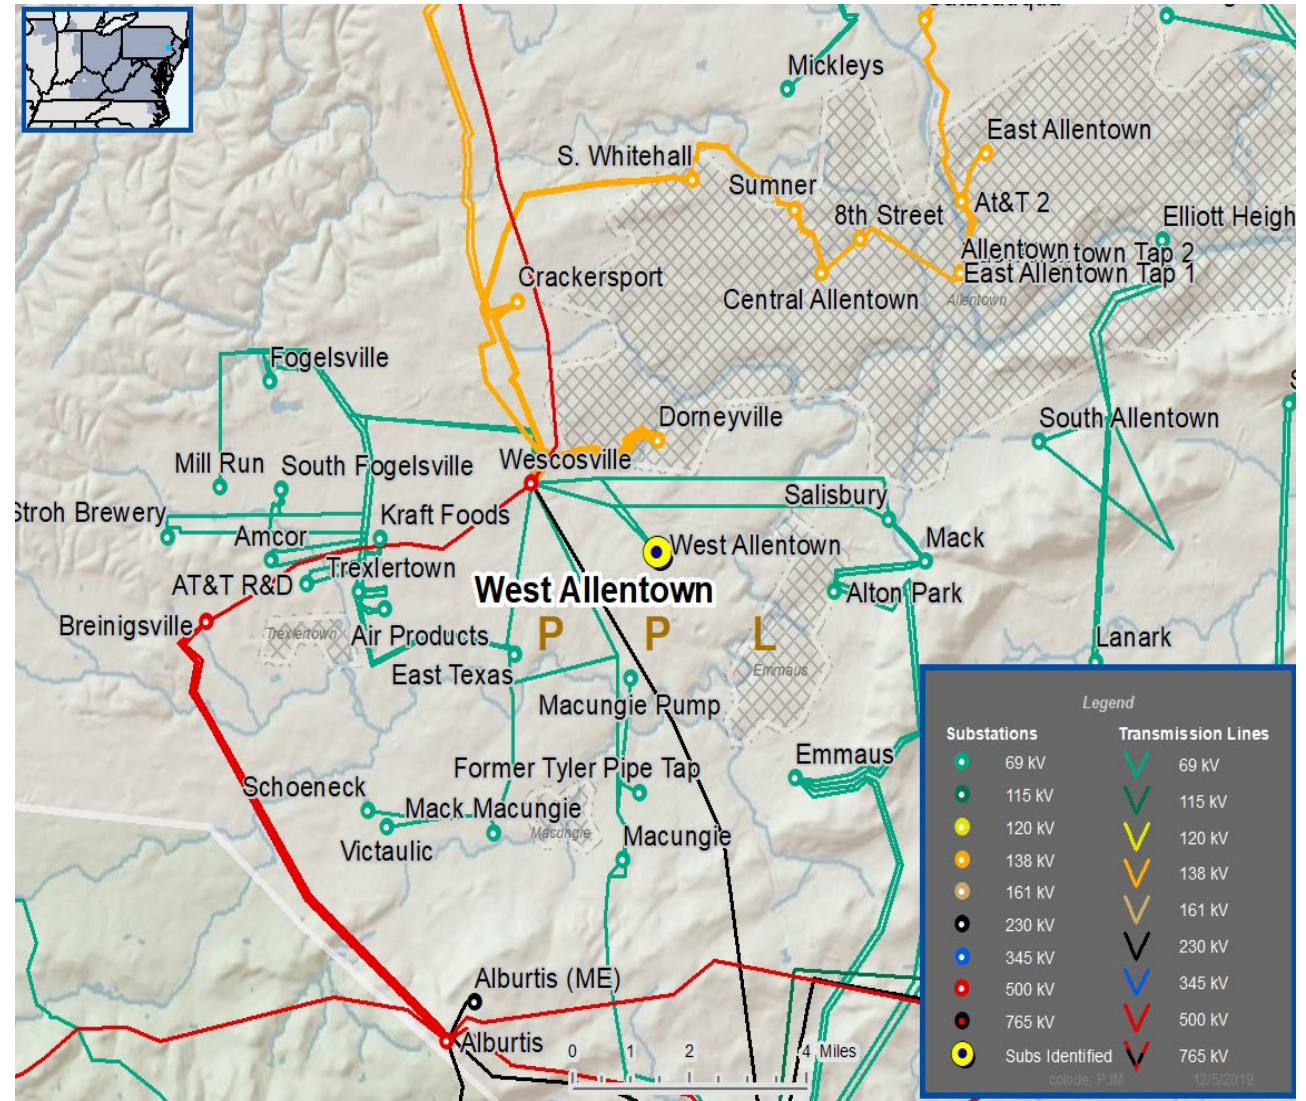 Mickleys
East Allentown
S. Whitehall
Sumner
At&T 2
8th Street
Elliott Heigh
Allentown
town Tap 2
East Allentown Tap 1
Crackersport
Central Allentown
Allentown
Fogelsville
Dorneyville
South Allentown
Mill Run
South Fogelsville
Wescosville
Salisbury
Stroh Brewery
Kraft Foods
Amcor
Mack
West Allentown
Trexlertown
AT&T R&D
West Allentown
Alton Park
Breinigsville
Trexlertown
Air Products
P P L
Lanark
East Texas
Emmaus
Macungie Pump
Emmaus
Former Tyler Pipe Tap
Schoeneck
Mack Macungie
Macungie
Macungie
Victaulic
Alburtis (ME)
Alburtis
0 1 2 4 Miles
Legend
Substations Transmission Lines
69 kV 69 kV
115 kV 115 kV
120 kV 120 kV
138 kV 138 kV
161 kV 161 kV
230 kV 230 kV
345 kV 345 kV
500 kV 500 kV
765 kV 765 kV
Subs Identified
colode: PJM 12/5/2019